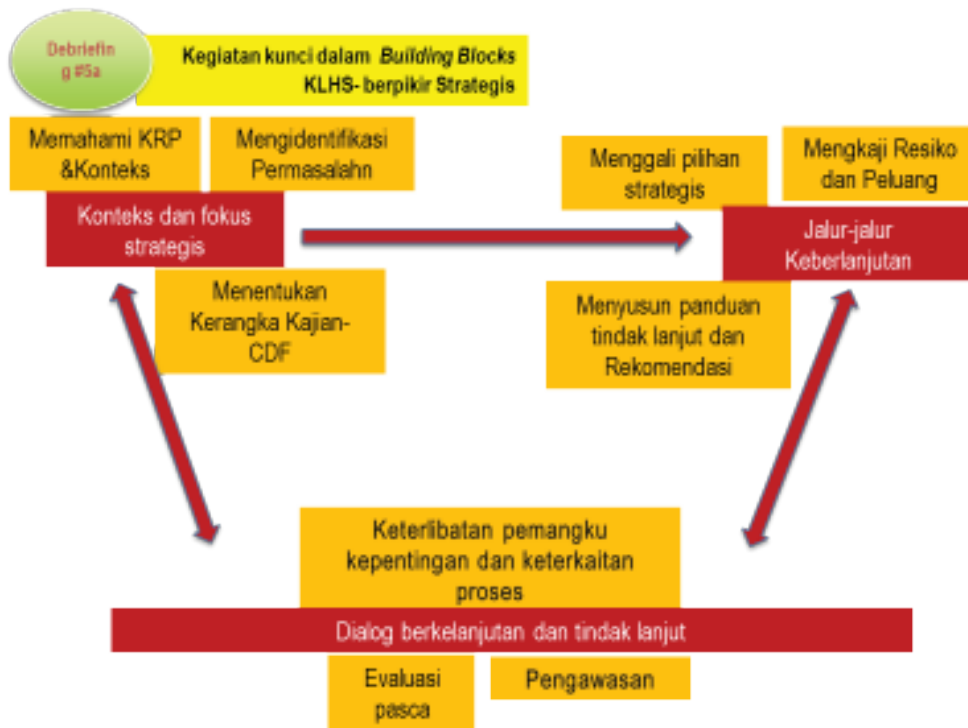 Debriefin
g #5a
Kegiatan kunci dalam Building Blocks
KLHS- berpikir Strategis
Memahami KRP
&Konteks
Mengidentifikasi
Permasalahn
Konteks dan fokus
strategis
Menentukan
Kerangka Kajian-
CDF
Menggali pilihan
strategis
Mengkaji Resiko
dan Peluang
Jalur-jalur
Keberlanjutan
Menyusun panduan
tindak lanjut dan
Rekomendasi
Keterlibatan pemangku
kepentingan dan keterkaitan
proses
Dialog berkelanjutan dan tindak lanjut
Evaluasi
pasca
Pengawasan